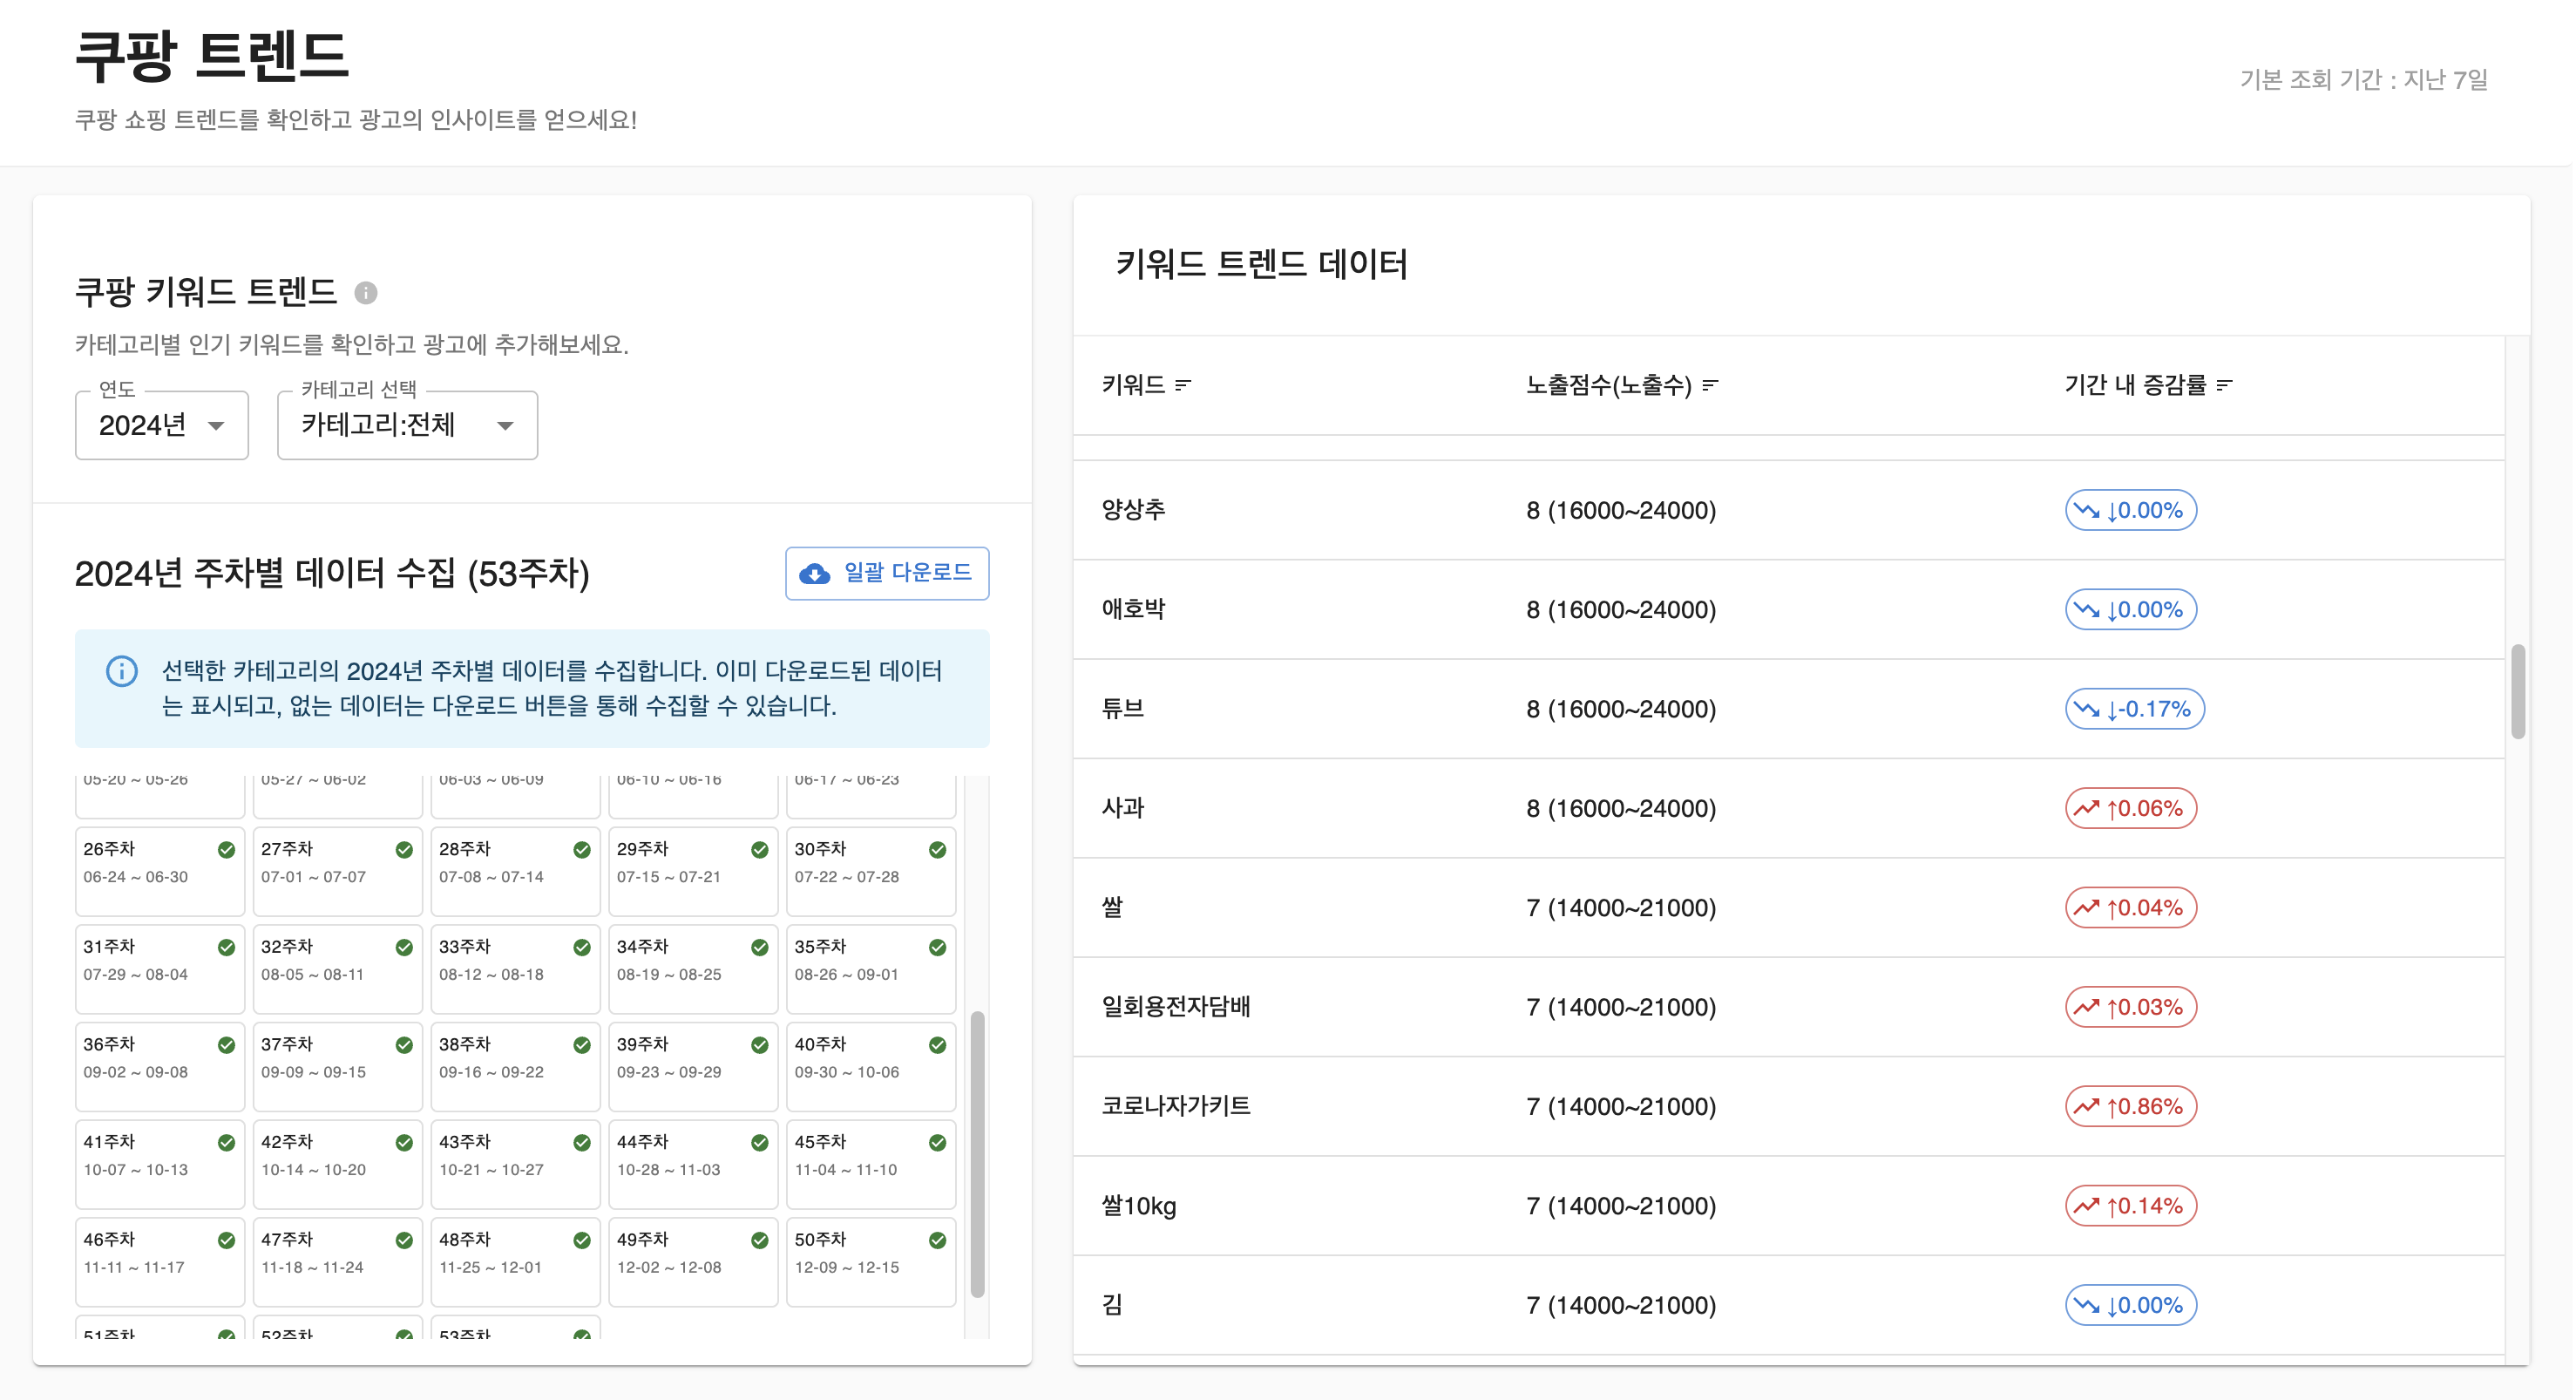 쿠팡 트렌드
쿠팡 쇼핑 트렌드를 확인하고 광고의 인사이트를 얻으세요!
기본 조회 기간 : 지난 7일
쿠팡 키워드 트렌드
카테고리별 인기 키워드를 확인하고 광고에 추가해보세요.
연도
2024년
카테고리 선택
카테고리:전체
2024년 주차별 데이터 수집 (53주차)
일괄 다운로드
선택한 카테고리의 2024년 주차별 데이터를 수집합니다. 이미 다운로드된 데이터
는 표시되고, 없는 데이터는 다운로드 버튼을 통해 수집할 수 있습니다.
05-20 ~ 05-26 05-27 ~ 06-02 06-03 ~ 06-09 06-10 ~ 06-16 06-17 ~ 06-23
26주차 27주차 28주차 29주차 30주차
06-24 ~ 06-30 07-01 ~ 07-07 07-08 ~ 07-14 07-15 ~ 07-21 07-22 ~ 07-28
31주차 32주차 33주차 34주차 35주차
07-29 ~ 08-04 08-05 ~ 08-11 08-12 ~ 08-18 08-19 ~ 08-25 08-26 ~ 09-01
36주차 37주차 38주차 39주차 40주차
09-02 ~ 09-08 09-09 ~ 09-15 09-16 ~ 09-22 09-23 ~ 09-29 09-30 ~ 10-06
41주차 42주차 43주차 44주차 45주차
10-07 ~ 10-13 10-14 ~ 10-20 10-21 ~ 10-27 10-28 ~ 11-03 11-04 ~ 11-10
46주차 47주차 48주차 49주차 50주차
11-11 ~ 11-17 11-18 ~ 11-24 11-25 ~ 12-01 12-02 ~ 12-08 12-09 ~ 12-15
51주차 52주차 53주차
키워드 트렌드 데이터
키워드 노출점수(노출수) 기간 내 증감률
양상추 8 (16000~24000) ↓0.00%
애호박 8 (16000~24000) ↓0.00%
튜브 8 (16000~24000) ↓-0.17%
사과 8 (16000~24000) ↑0.06%
쌀 7 (14000~21000) ↑0.04%
일회용전자담배 7 (14000~21000) ↑0.03%
코로나자가키트 7 (14000~21000) ↑0.86%
쌀10kg 7 (14000~21000) ↑0.14%
김 7 (14000~21000) ↓0.00%